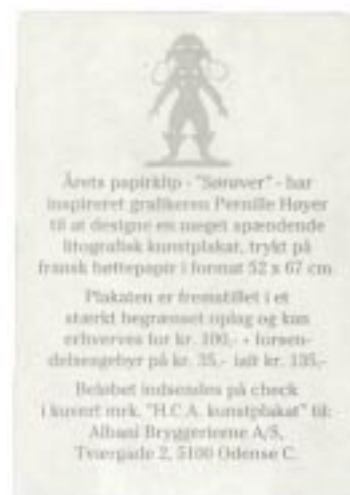 Årets papirklip - "Sørøver" - har
inspireret grafikeren Pernille Høyer
til at designe en meget spændende
litografisk kunstplakat, trykt på
fransk bøttepapir i format 52 x 67 cm
Plakaten er fremstillet i et
stærkt begrænset oplag og kan
erhverves for kr. 100,- + forsen-
delsesgebyr på kr. 35,- ialt kr. 135,-
Beløbet indsendes på check
i kuvert mrk. "H.C.A. kunstplakat" til:
Albani Bryggerierne A/S,
Tværgade 2, 5100 Odense C.